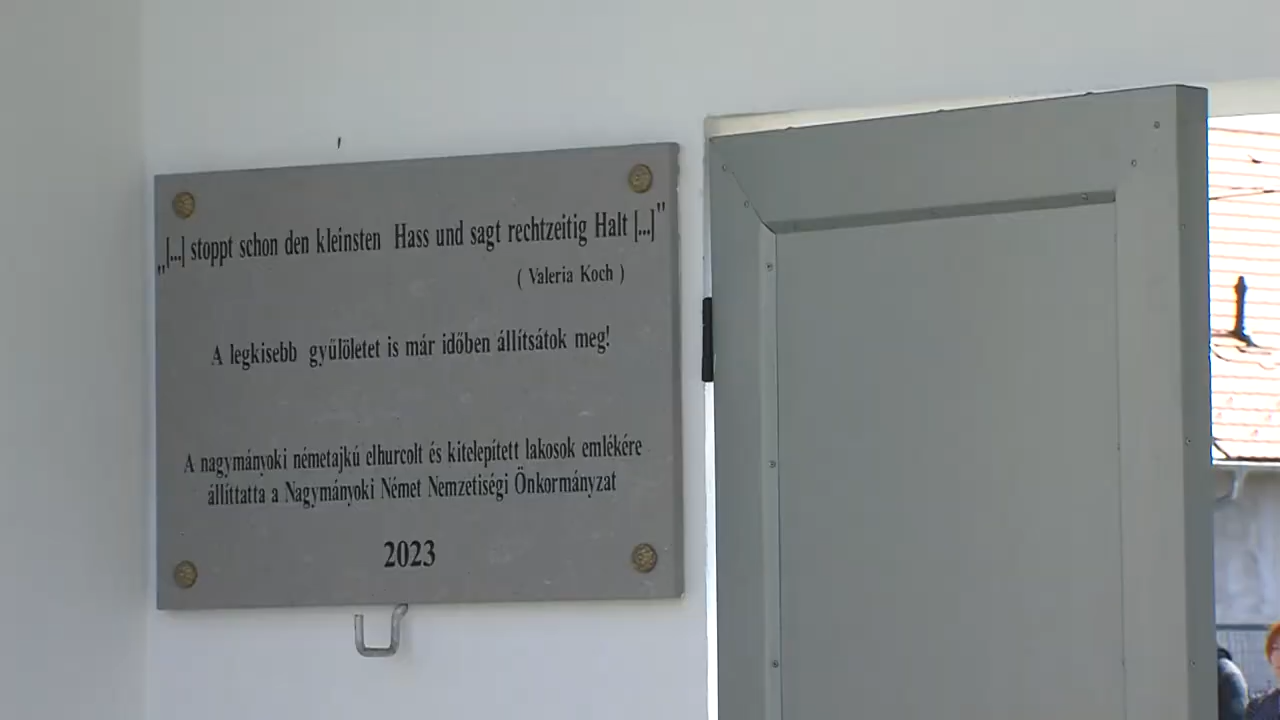 „[...] stoppt schon den kleinsten Hass und sagt rechtzeitig Halt [...]"
( Valeria Koch )
A legkisebb gyűlöletet is már időben állítsátok meg!
A nagymányoki németajkú elhurcolt és kitelepített lakosok emlékére
állíttatta a Nagymányoki Német Nemzetiségi Önkormányzat
2023